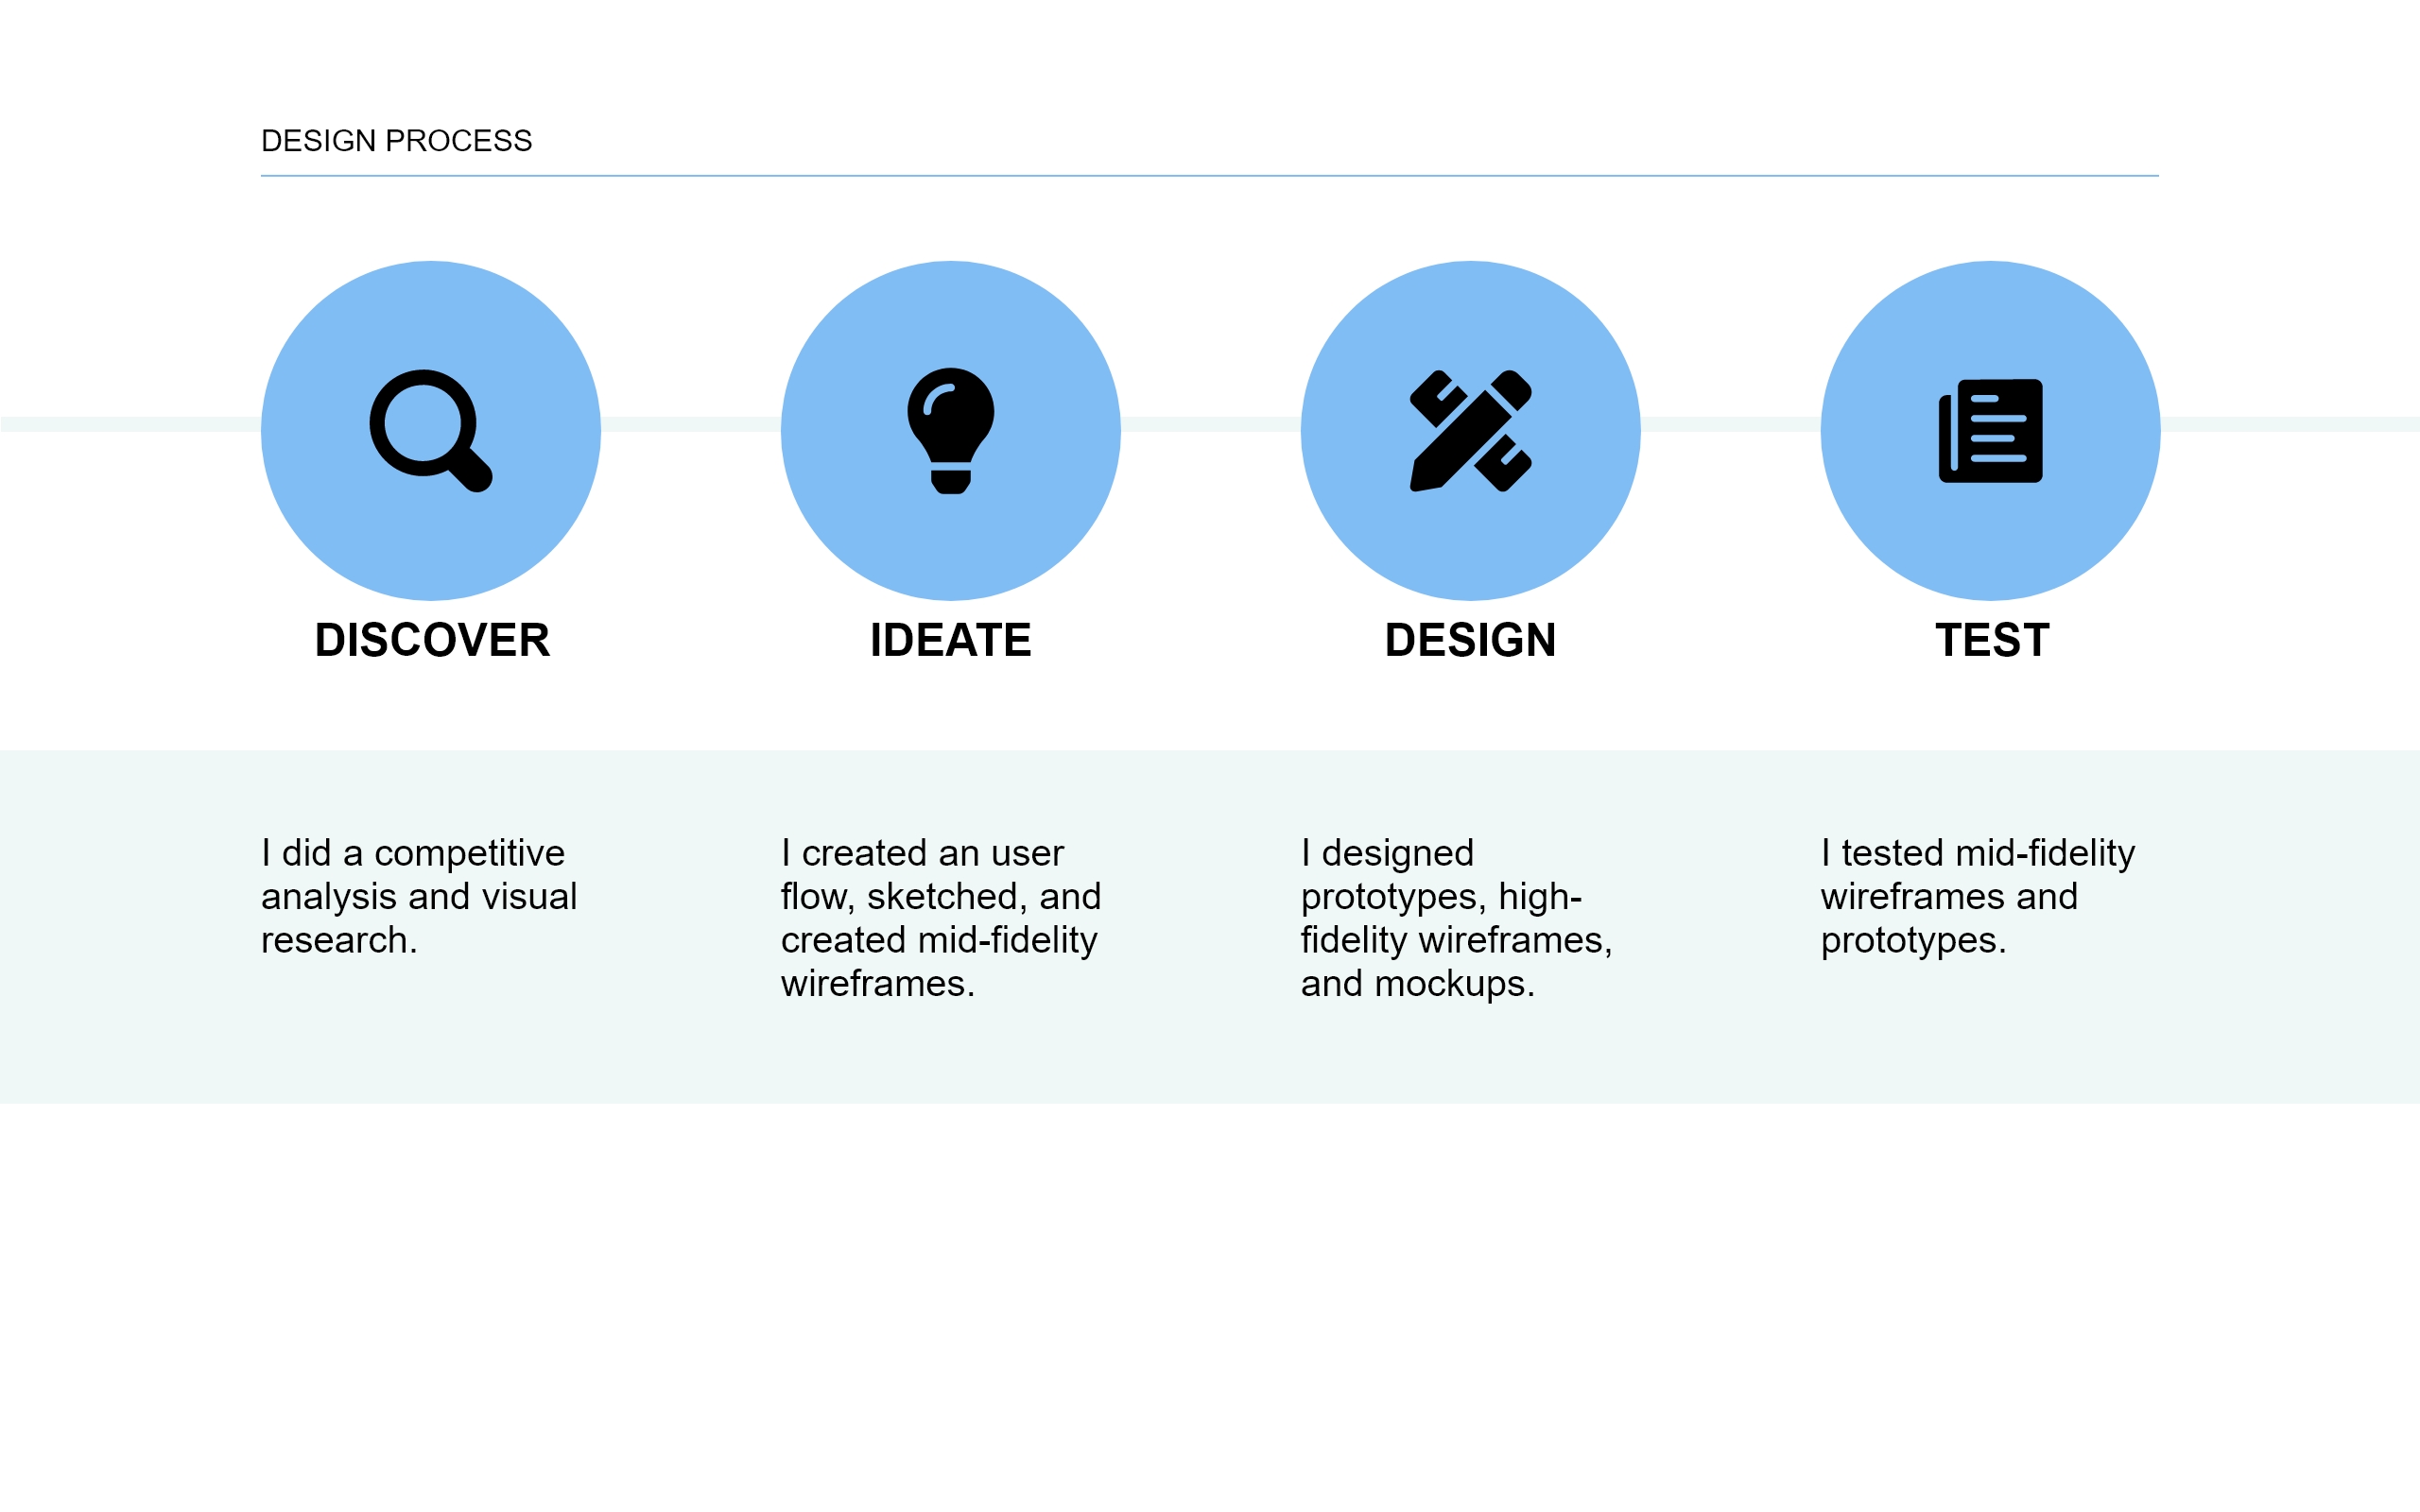 DESIGN PROCESS
DISCOVER
IDEATE
DESIGN
TEST
I did a competitive
analysis and visual
research.
I created an user
flow, sketched, and
created mid-fidelity
wireframes.
I designed
prototypes, high-
fidelity wireframes,
and mockups.
I tested mid-fidelity
wireframes and
prototypes.